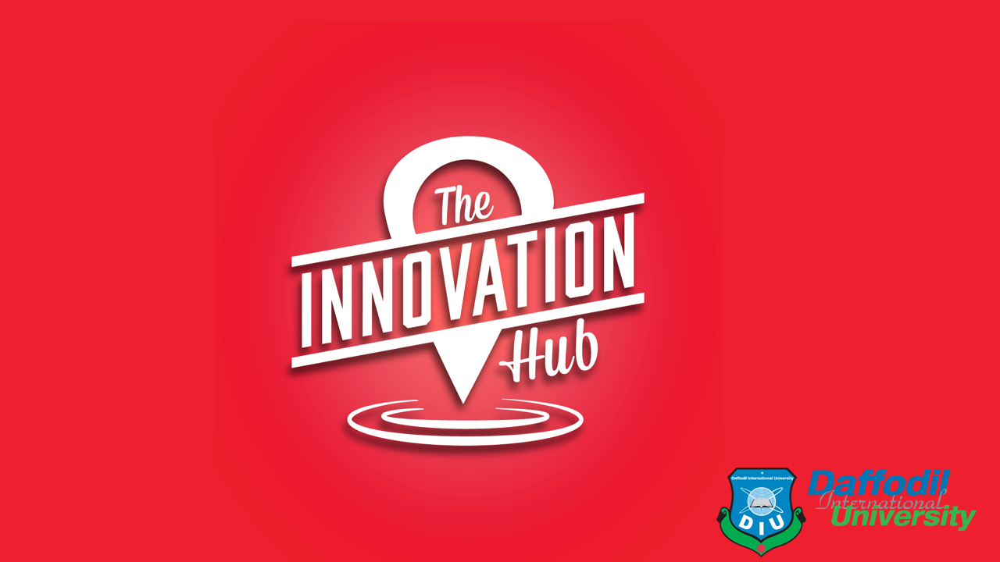 The
INNOVATION
Hub
Daffodil International University
DIU
Daffodil
International
University